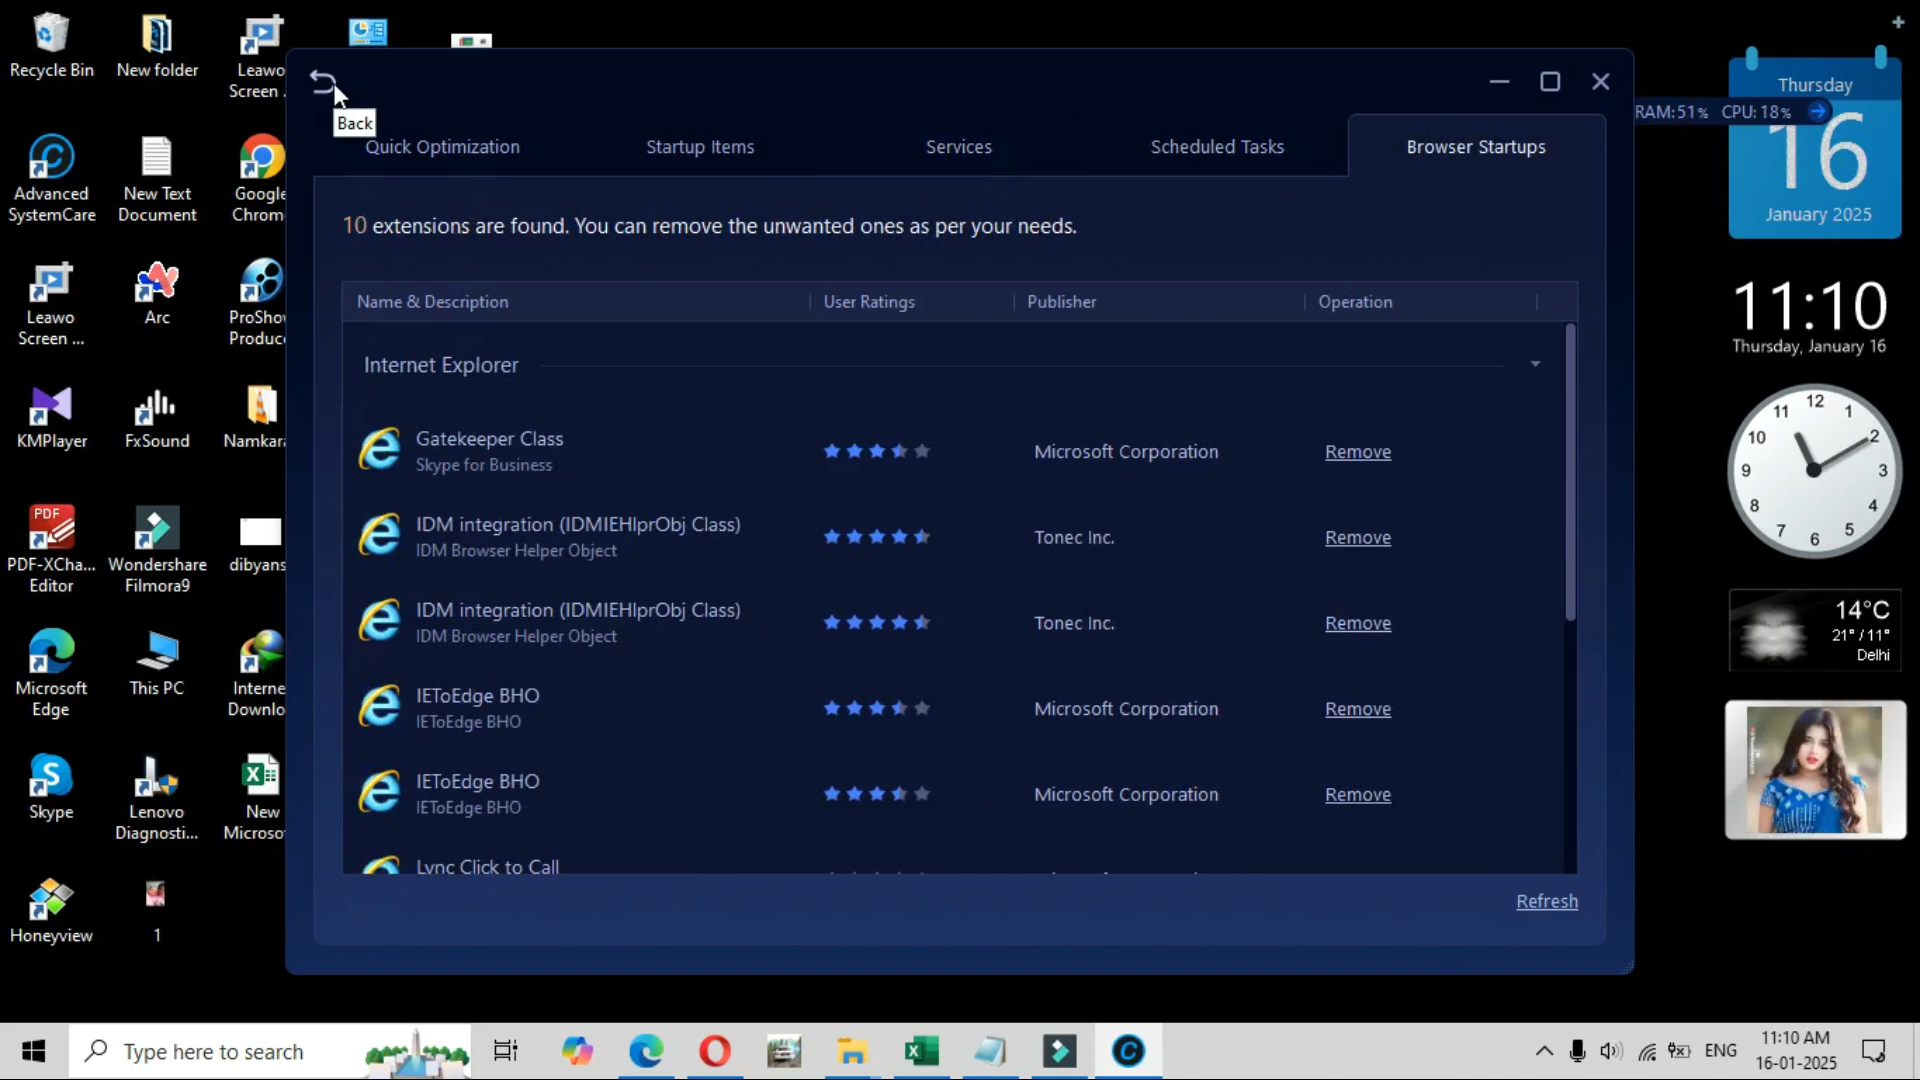 Recycle Bin
New folder
Leawo
Screen ...
Advanced
SystemCare
New Text
Document
Google
Chrom
Leawo
Screen ...
Arc
ProSho
Produc
KMPlayer
FxSound
Namkara
PDF
PDF-XCha...
Editor
Wondershare
Filmora9
dibyans
Microsoft
Edge
This PC
Interne
Downlo
Skype
Lenovo
Diagnosti...
New
Microso
Honeyview
1
Back
Quick Optimization
Startup Items
Services
Scheduled Tasks
Browser Startups
10 extensions are found. You can remove the unwanted ones as per your needs.
Name & Description
User Ratings
Publisher
Operation
Internet Explorer
Gatekeeper Class
Skype for Business
Microsoft Corporation
Remove
IDM integration (IDMIEHlprObj Class)
IDM Browser Helper Object
Tonec Inc.
Remove
IDM integration (IDMIEHlprObj Class)
IDM Browser Helper Object
Tonec Inc.
Remove
IEToEdge BHO
IEToEdge BHO
Microsoft Corporation
Remove
IEToEdge BHO
IEToEdge BHO
Microsoft Corporation
Remove
Lync Click to Call
Refresh
Thursday
16
January 2025
RAM:51% CPU: 18%
11:10
Thursday, January 16
12
1
2
3
4
5
6
7
8
9
10
11
14°C
21° / 11°
Delhi
Type here to search
ENG
11:10 AM
16-01-2025